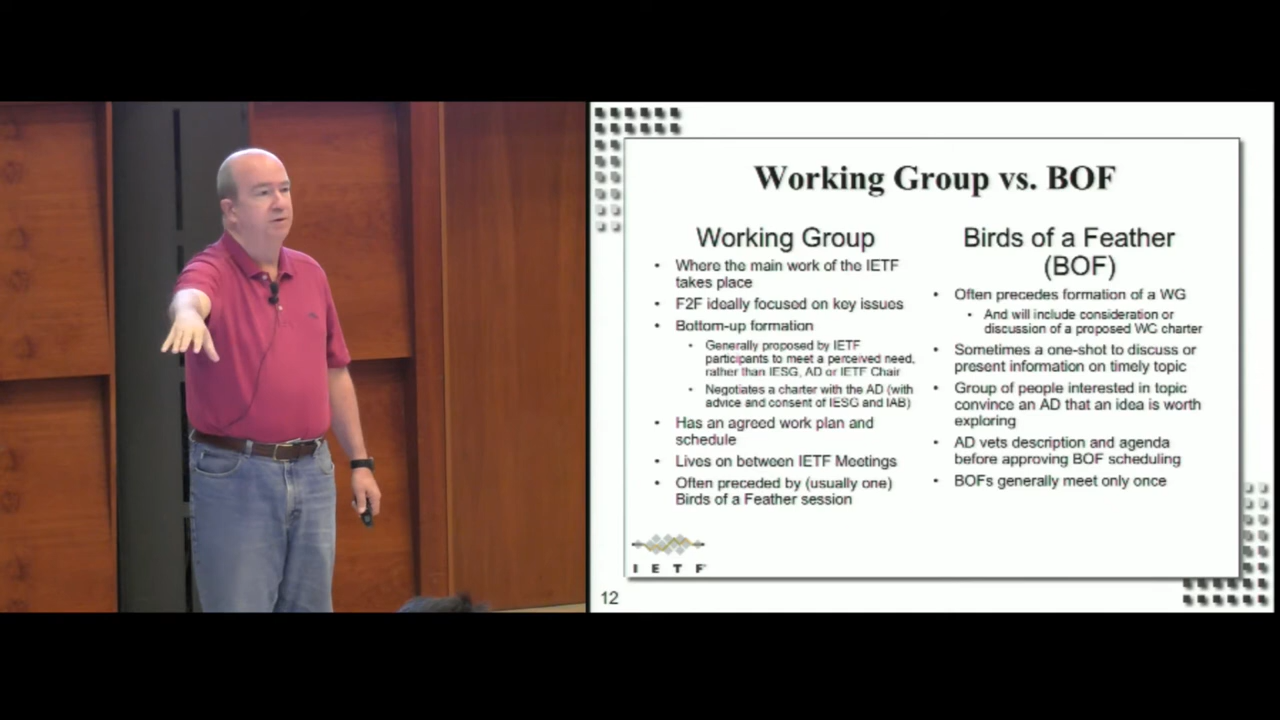 Working Group vs. BOF
Working Group
Where the main work of the IETF
takes place
F2F ideally focused on key issues
Bottom-up formation
Generally proposed by IETF
participants to meet a perceived need,
rather than IESG, AD or IETF Chair
Negotiates a charter with the AD (with
advice and consent of IESG and IAB)
Has an agreed work plan and
schedule
Lives on between IETF Meetings
Often preceded by (usually one)
Birds of a Feather session
Birds of a Feather
(BOF)
Often precedes formation of a WG
And will include consideration or
discussion of a proposed WG charter
Sometimes a one-shot to discuss or
present information on timely topic
Group of people interested in topic
convince an AD that an idea is worth
exploring
AD vets description and agenda
before approving BOF scheduling
BOFs generally meet only once
I E T F
12